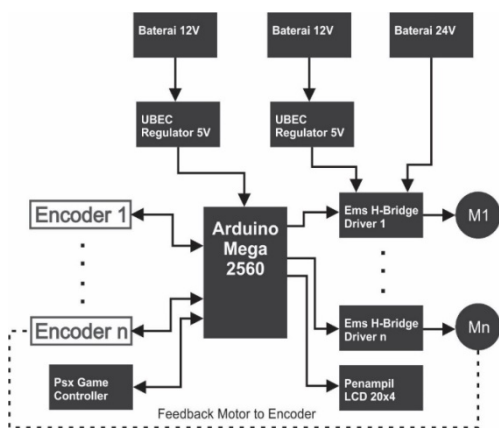 Baterai 12V
Baterai 12V
Baterai 24V
UBEC
Regulator 5V
UBEC
Regulator 5V
Encoder 1
Arduino
Mega
2560
Ems H-Bridge
Driver 1
M1
Encoder n
Ems H-Bridge
Driver n
Mn
Psx Game
Controller
Penampil
LCD 20x4
Feedback Motor to Encoder